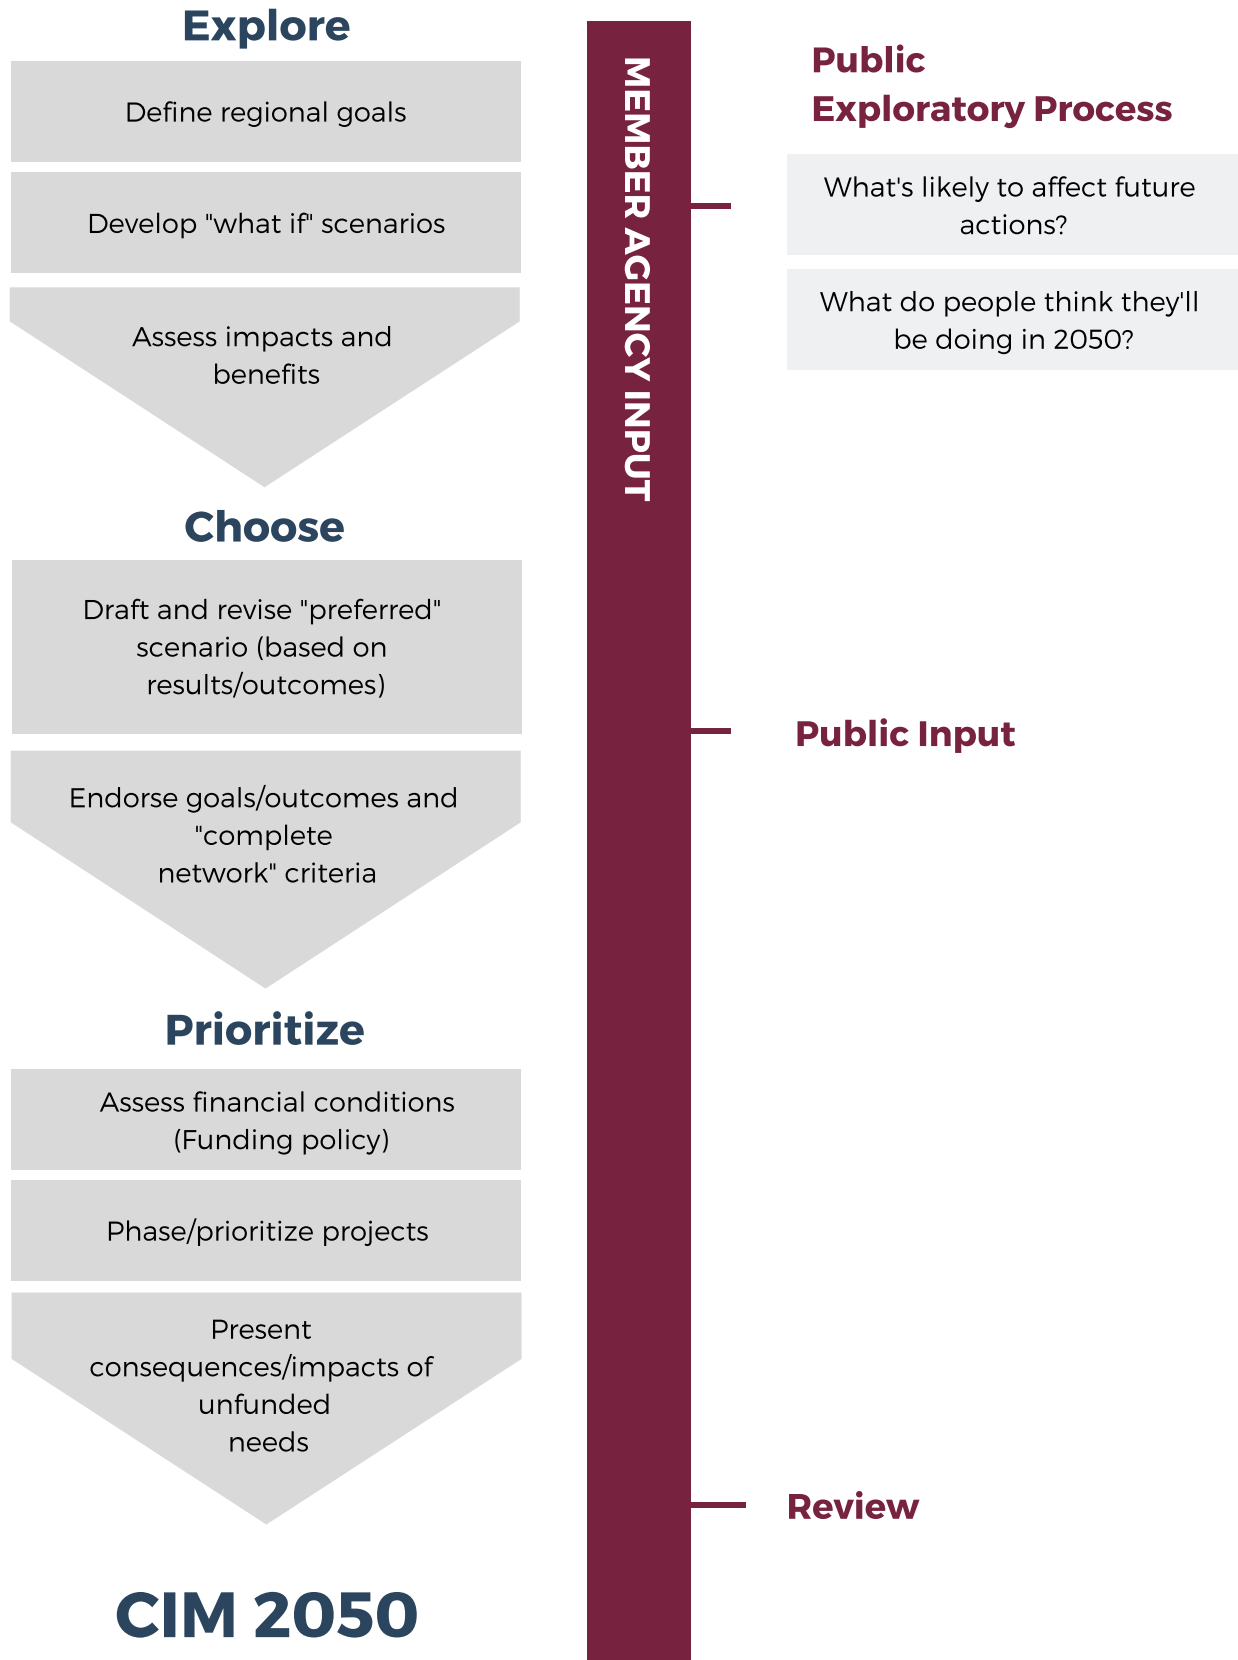 Explore
Define regional goals
Develop "what if" scenarios
Assess impacts and
benefits
Choose
Draft and revise "preferred"
scenario (based on
results/outcomes)
Endorse goals/outcomes and
"complete
network" criteria
Prioritize
Assess financial conditions
(Funding policy)
Phase/prioritize projects
Present
consequences/impacts of
unfunded
needs
CIM 2050
MEMBER AGENCY INPUT
Public
Exploratory Process
What's likely to affect future
actions?
What do people think they'll
be doing in 2050?
Public Input
Review